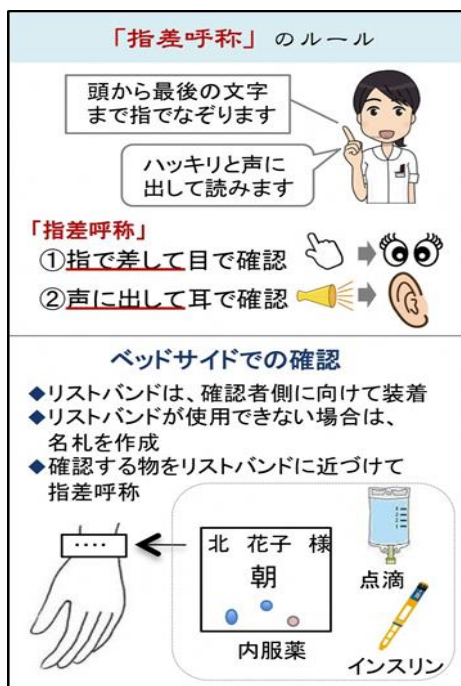 「指差呼称」のルール
頭から最後の文字
まで指でなぞります
ハッキリと声に
出して読みます
「指差呼称」
①指で差して目で確認
②声に出して耳で確認
ベッドサイドでの確認
◆リストバンドは、確認者側に向けて装着
◆リストバンドが使用できない場合は、
名札を作成
◆確認する物をリストバンドに近づけて
指差呼称
北 花子 様
朝
内服薬
点滴
インスリン